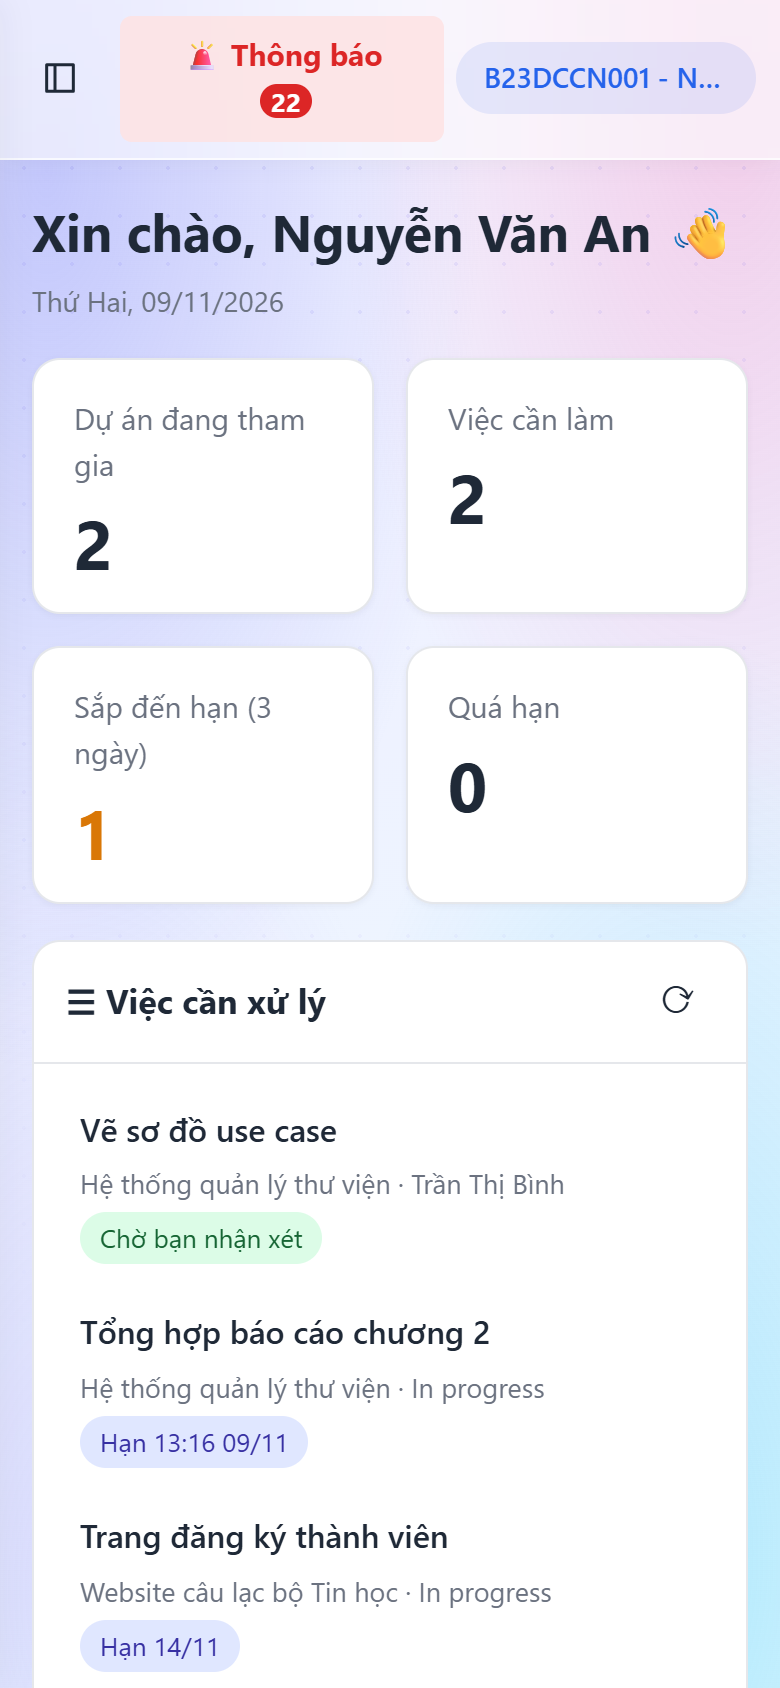 Thông báo
22
B23DCCN001 - N...
Xin chào, Nguyễn Văn An
Thứ Hai, 09/11/2026
Dự án đang tham
gia
2
Việc cần làm
2
Sắp đến hạn (3
ngày)
1
Quá hạn
0
Việc cần xử lý
Vẽ sơ đồ use case
Hệ thống quản lý thư viện · Trần Thị Bình
Chờ bạn nhận xét
Tổng hợp báo cáo chương 2
Hệ thống quản lý thư viện · In progress
Hạn 13:16 09/11
Trang đăng ký thành viên
Website câu lạc bộ Tin học · In progress
Hạn 14/11